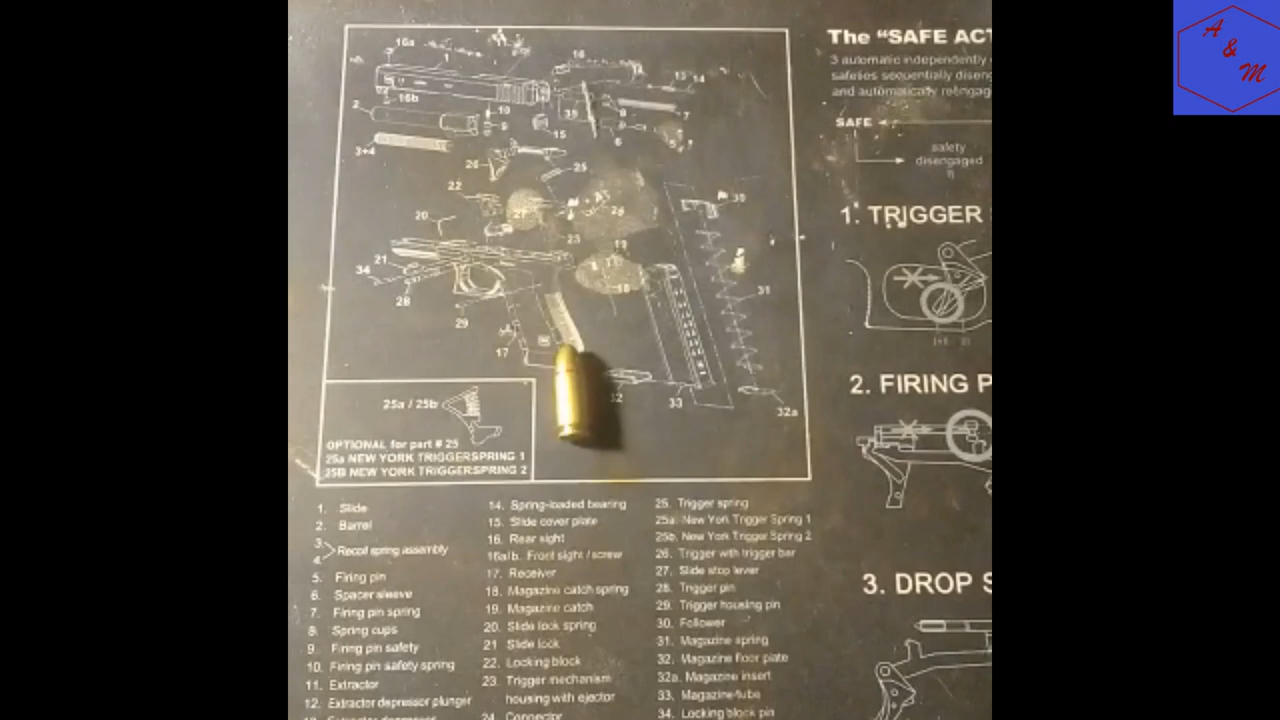 A
&
M
The "SAFE ACT
3 automatic independently
safeties sequentially diseng
and automatically reengag
SAFE
safety
disengaged
1. TRIGGER
2. FIRING P
3. DROP S
16a
1
16
13
14
2
16b
10
9
15
35
8
6
7
3+4
26
25
22
30
20
23
19
21
34
28
18
31
29
17
32
33
32a
25a / 25b
OPTIONAL for part # 25
25a NEW YORK TRIGGERSPRING 1
25B NEW YORK TRIGGERSPRING 2
1. Slide
2. Barrel
3.
4. Recoil spring assembly
5. Firing pin
6. Spacer sleeve
7. Firing pin spring
8. Spring cups
9. Firing pin safety
10. Firing pin safety spring
11. Extractor
12. Extractor depressor plunger
14. Spring-loaded bearing
15. Slide cover plate
16. Rear sight
16a/b. Front sight / screw
17. Receiver
18. Magazine catch spring
19. Magazine catch
20. Slide lock spring
21 Slide lock
22. Locking block
23. Trigger mechanism
housing with ejector
24. Connector
25. Trigger spring
25a. New York Trigger Spring 1
25b. New York Trigger Spring 2
26. Trigger with trigger bar
27. Slide stop lever
28. Trigger pin
29. Trigger housing pin
30. Follower
31. Magazine spring
32. Magazine floor plate
32a. Magazine insert
33. Magazine tube
34. Locking block pin